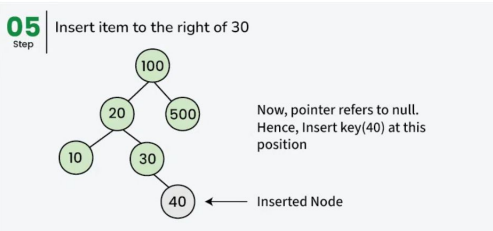 05
Step
Insert item to the right of 30
100
20
500
Now, pointer refers to null.
Hence, Insert key(40) at this
position
10
30
40
Inserted Node